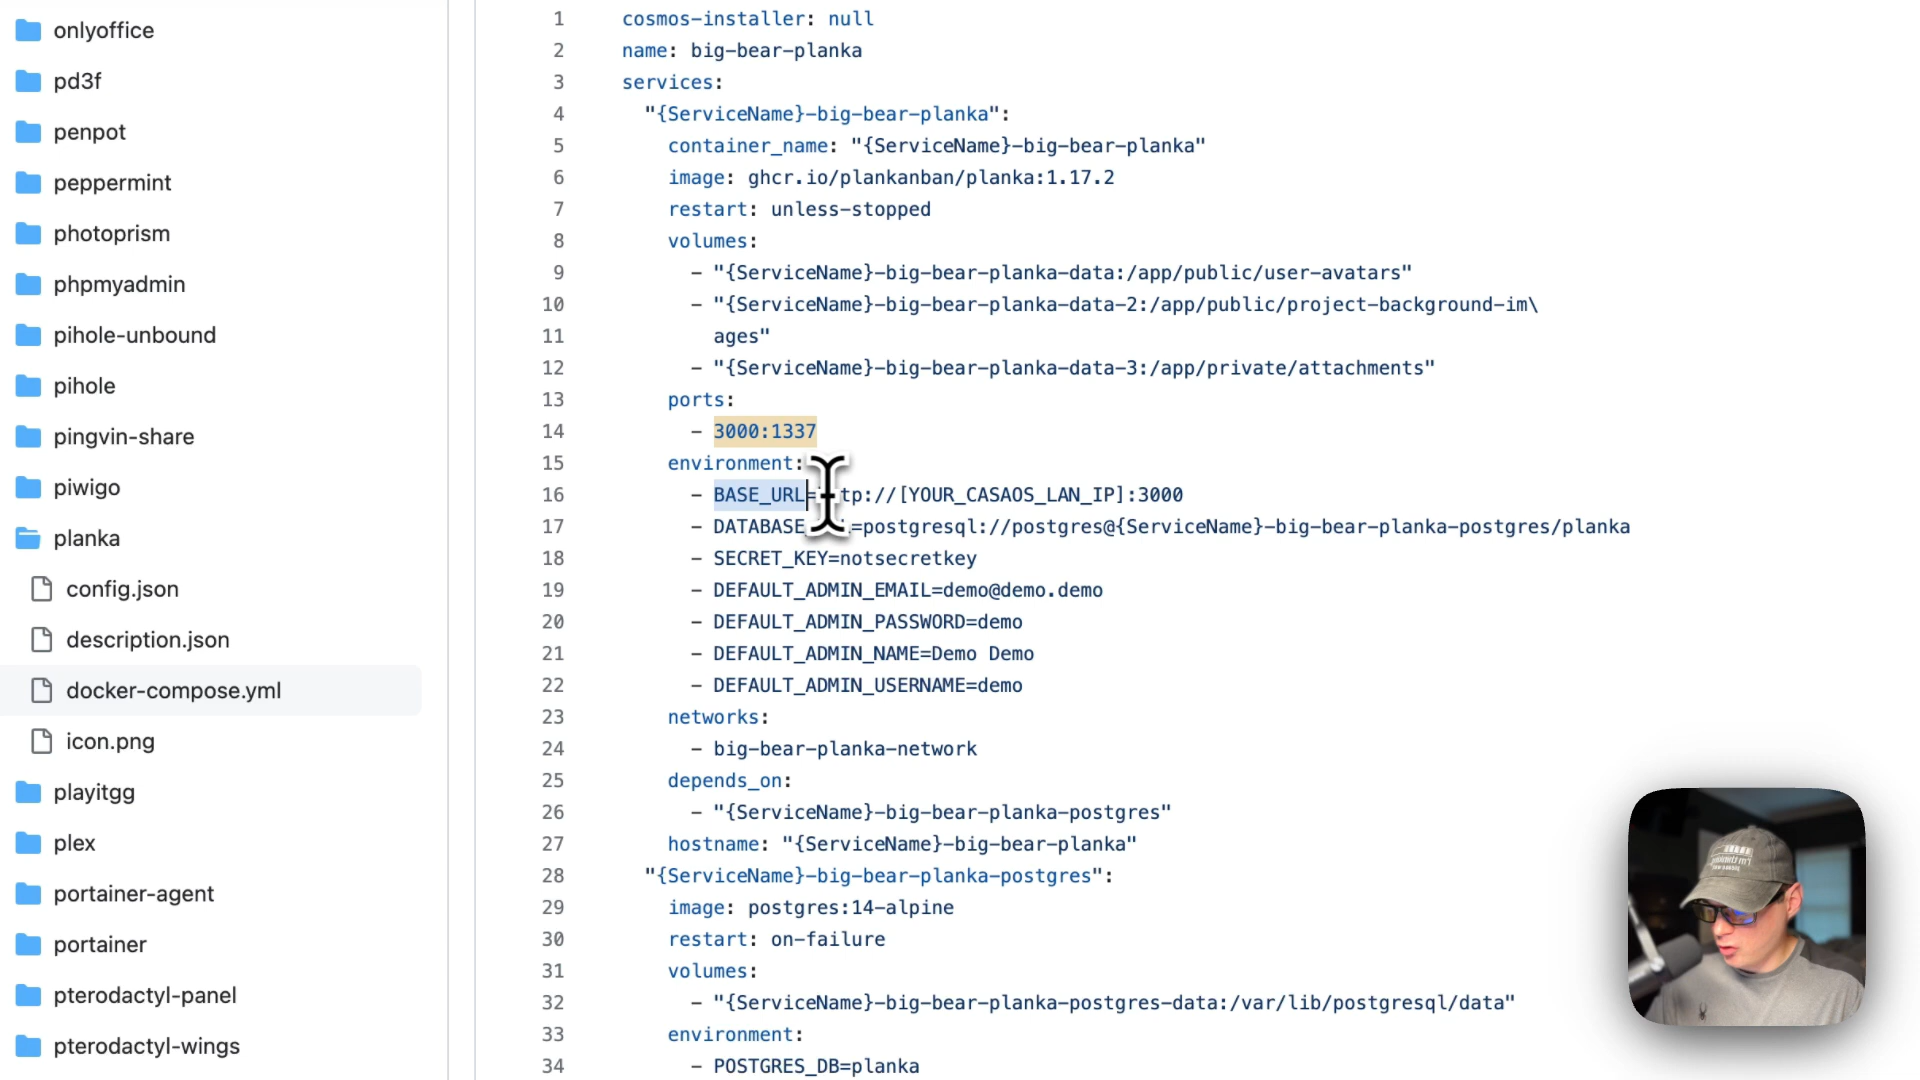 onlyoffice
pd3f
penpot
peppermint
photoprism
phpmyadmin
pihole-unbound
pihole
pingvin-share
piwigo
planka
config.json
description.json
docker-compose.yml
icon.png
playitgg
plex
portainer-agent
portainer
pterodactyl-panel
pterodactyl-wings
1 cosmos-installer: null
2 name: big-bear-planka
3 services:
4 "{ServiceName}-big-bear-planka":
5 container_name: "{ServiceName}-big-bear-planka"
6 image: ghcr.io/plankanban/planka:1.17.2
7 restart: unless-stopped
8 volumes:
9 - "{ServiceName}-big-bear-planka-data:/app/public/user-avatars"
10 - "{ServiceName}-big-bear-planka-data-2:/app/public/project-background-im\
11 ages"
12 - "{ServiceName}-big-bear-planka-data-3:/app/private/attachments"
13 ports:
14 - 3000:1337
15 environment:
16 - BASE_URL= tp://[YOUR_CASAOS_LAN_IP]:3000
17 - DATABASE =postgresql://postgres@{ServiceName}-big-bear-planka-postgres/planka
18 - SECRET_KEY=notsecretkey
19 - DEFAULT_ADMIN_EMAIL=demo@demo.demo
20 - DEFAULT_ADMIN_PASSWORD=demo
21 - DEFAULT_ADMIN_NAME=Demo Demo
22 - DEFAULT_ADMIN_USERNAME=demo
23 networks:
24 - big-bear-planka-network
25 depends_on:
26 - "{ServiceName}-big-bear-planka-postgres"
27 hostname: "{ServiceName}-big-bear-planka"
28 "{ServiceName}-big-bear-planka-postgres":
29 image: postgres:14-alpine
30 restart: on-failure
31 volumes:
32 - "{ServiceName}-big-bear-planka-postgres-data:/var/lib/postgresql/data"
33 environment:
34 - POSTGRES_DB=planka